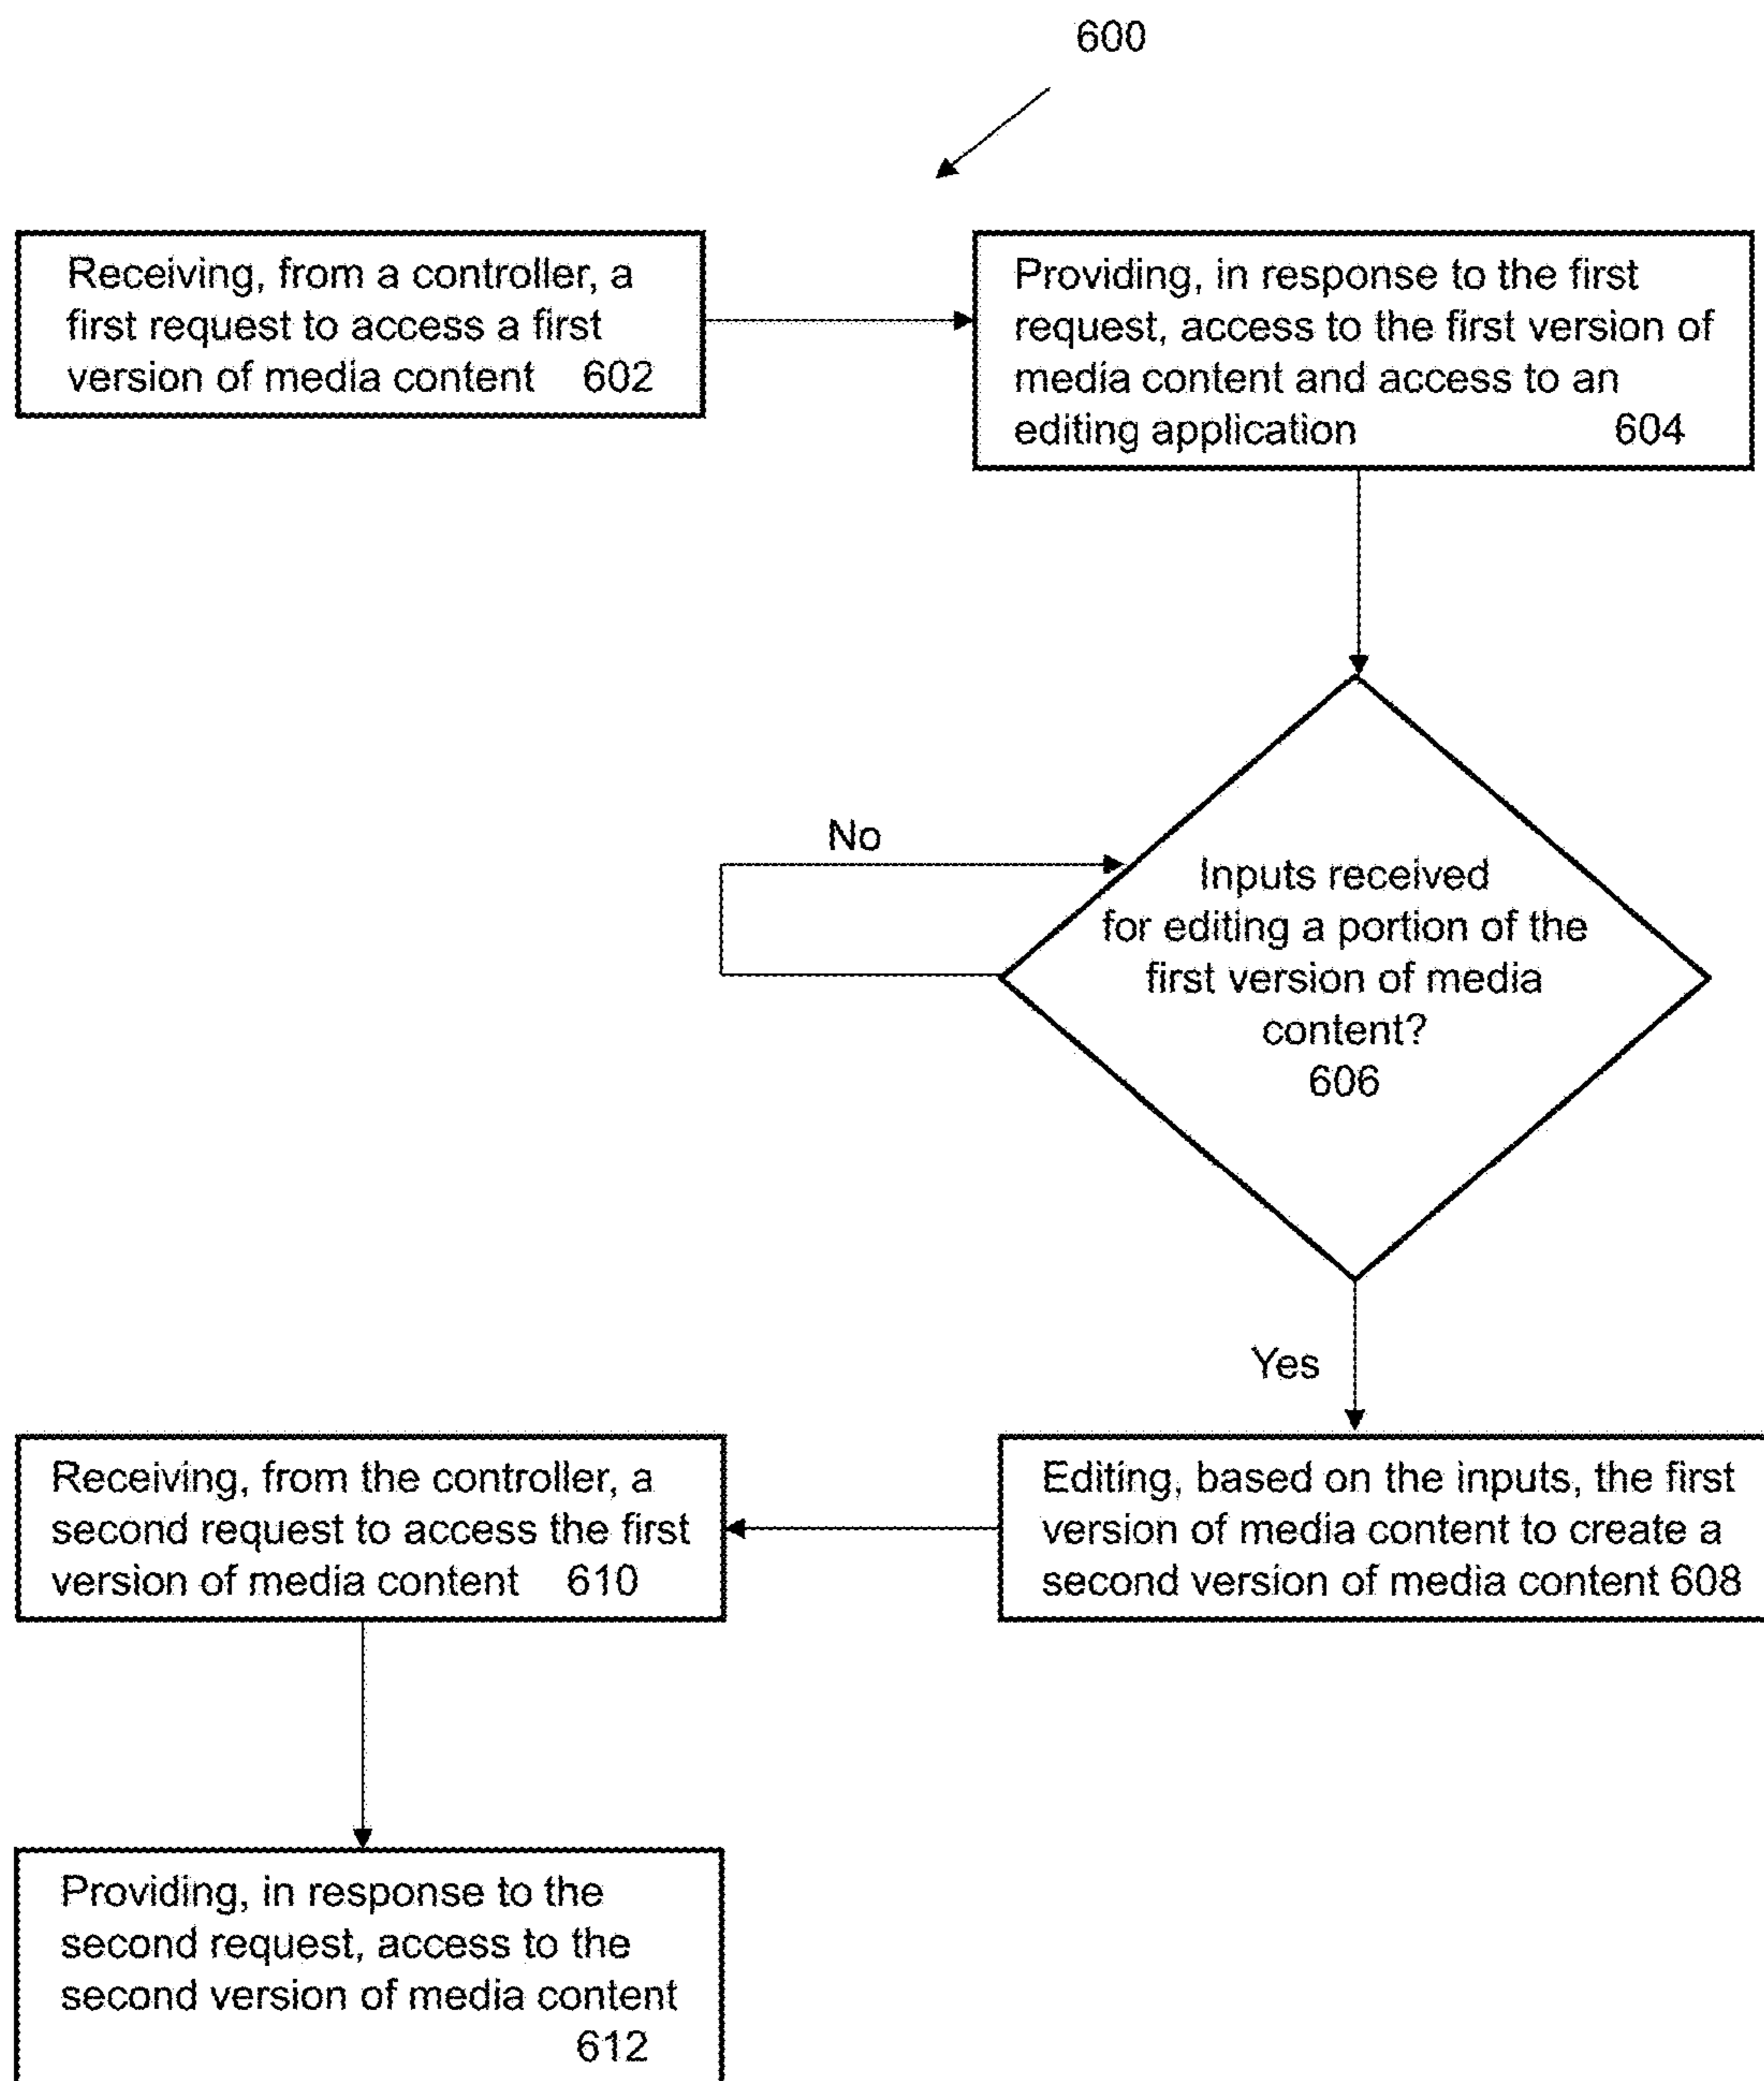 600
Receiving, from a controller, a
first request to access a first
version of media content 602
Providing, in response to the first
request, access to the first version of
media content and access to an
editing application 604
No
Inputs received
for editing a portion of the
first version of media
content?
606
Yes
Editing, based on the inputs, the first
version of media content to create a
second version of media content 608
Receiving, from the controller, a
second request to access the first
version of media content 610
Providing, in response to the
second request, access to the
second version of media content
612